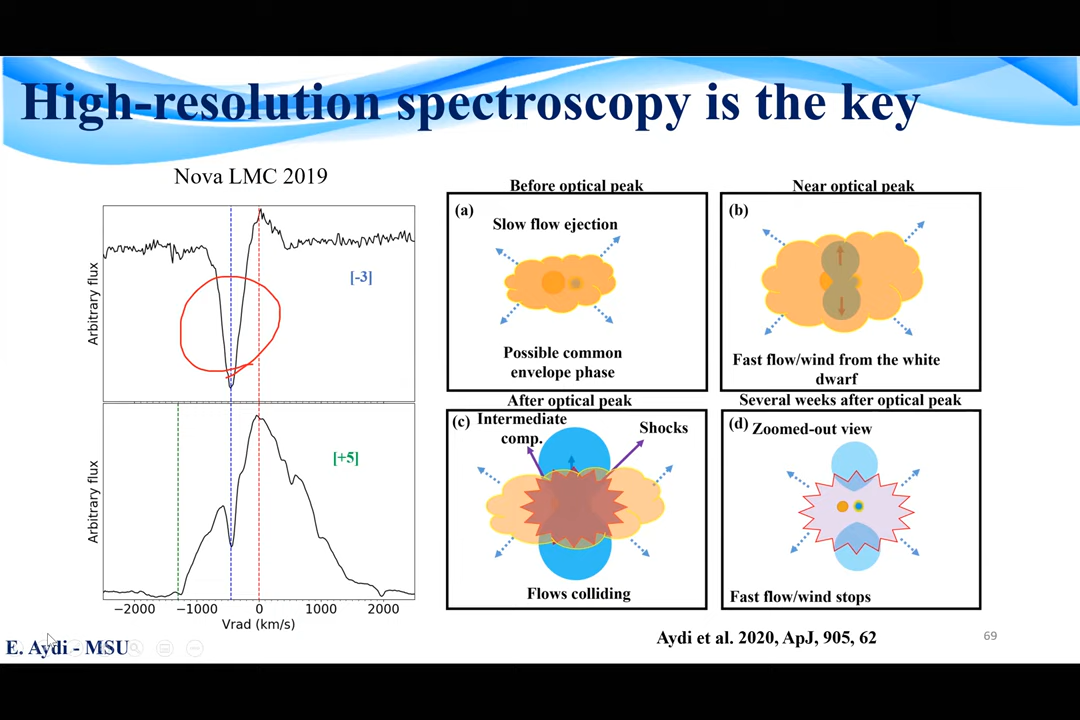 High-resolution spectroscopy is the key
Nova LMC 2019
Arbitrary flux
[-3]
Arbitrary flux
[+5]
−2000 −1000 0 1000 2000
Vrad (km/s)
Before optical peak
(a)
Slow flow ejection
Possible common
envelope phase
Near optical peak
(b)
Fast flow/wind from the white
dwarf
After optical peak
(c) Intermediate
comp.
Shocks
Flows colliding
Several weeks after optical peak
(d) Zoomed-out view
Fast flow/wind stops
E. Aydi - MSU
Aydi et al. 2020, ApJ, 905, 62
69